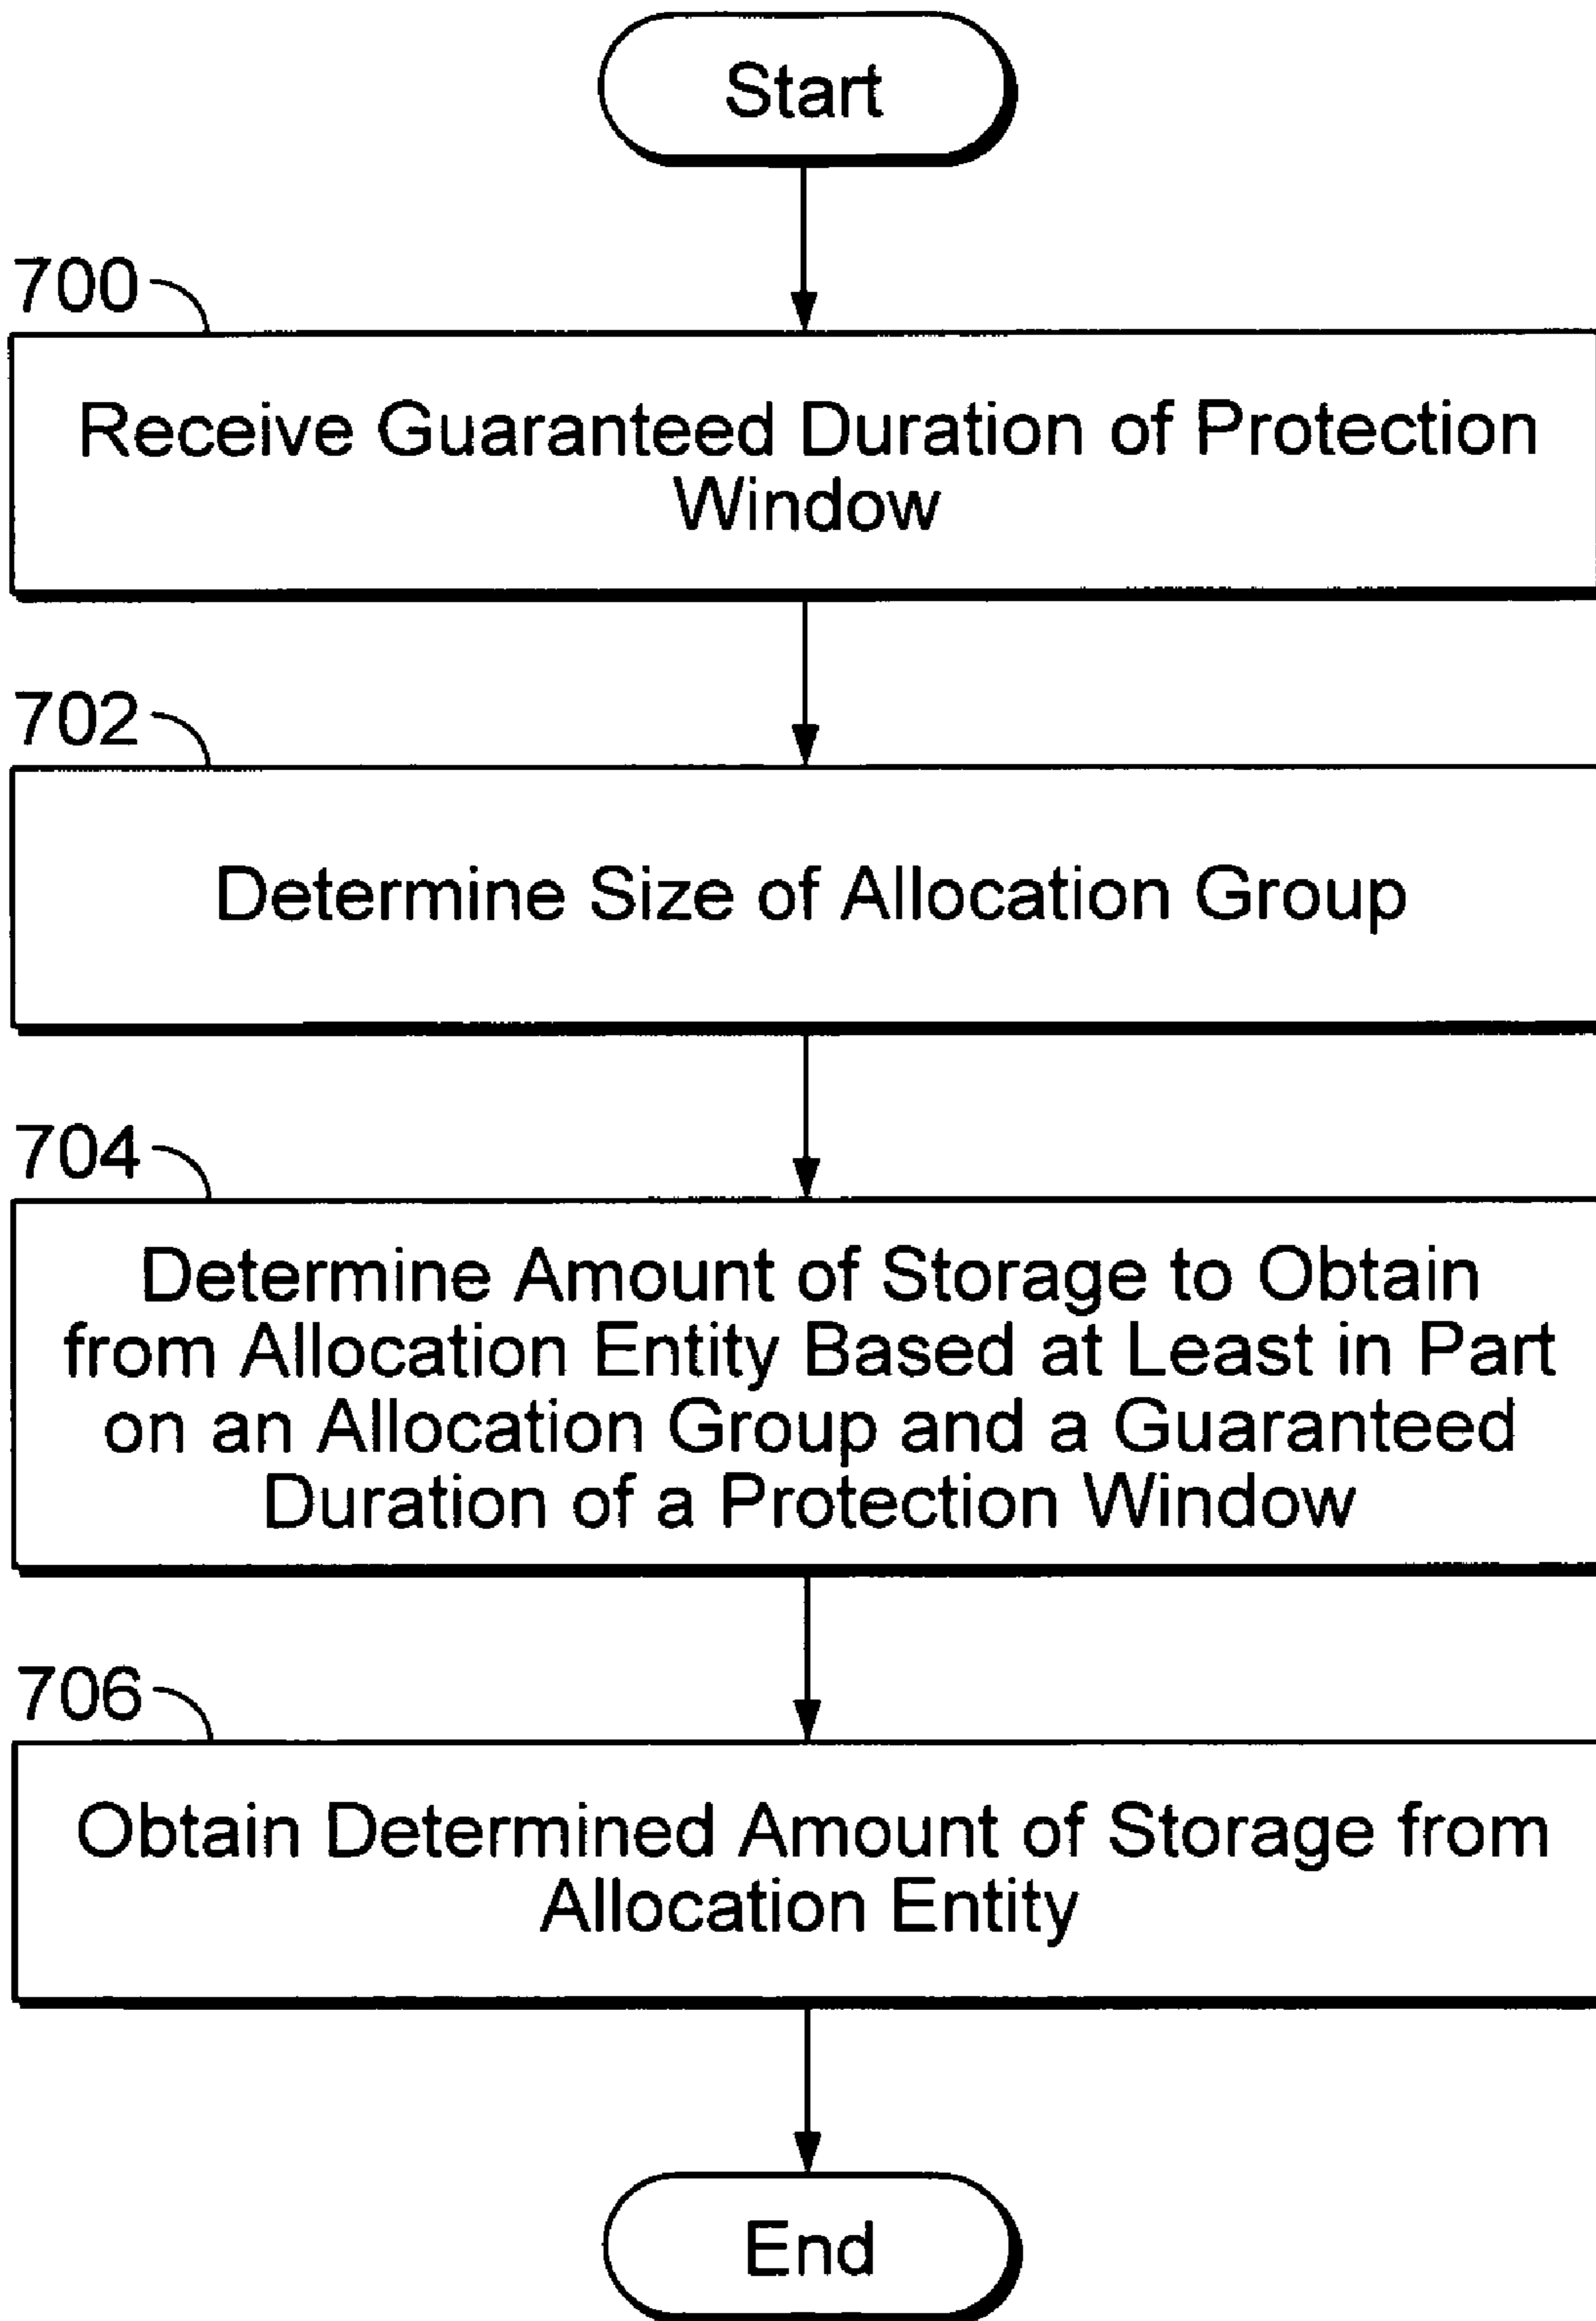 Start
700
Receive Guaranteed Duration of Protection
Window
702
Determine Size of Allocation Group
704
Determine Amount of Storage to Obtain
from Allocation Entity Based at Least in Part
on an Allocation Group and a Guaranteed
Duration of a Protection Window
706
Obtain Determined Amount of Storage from
Allocation Entity
End